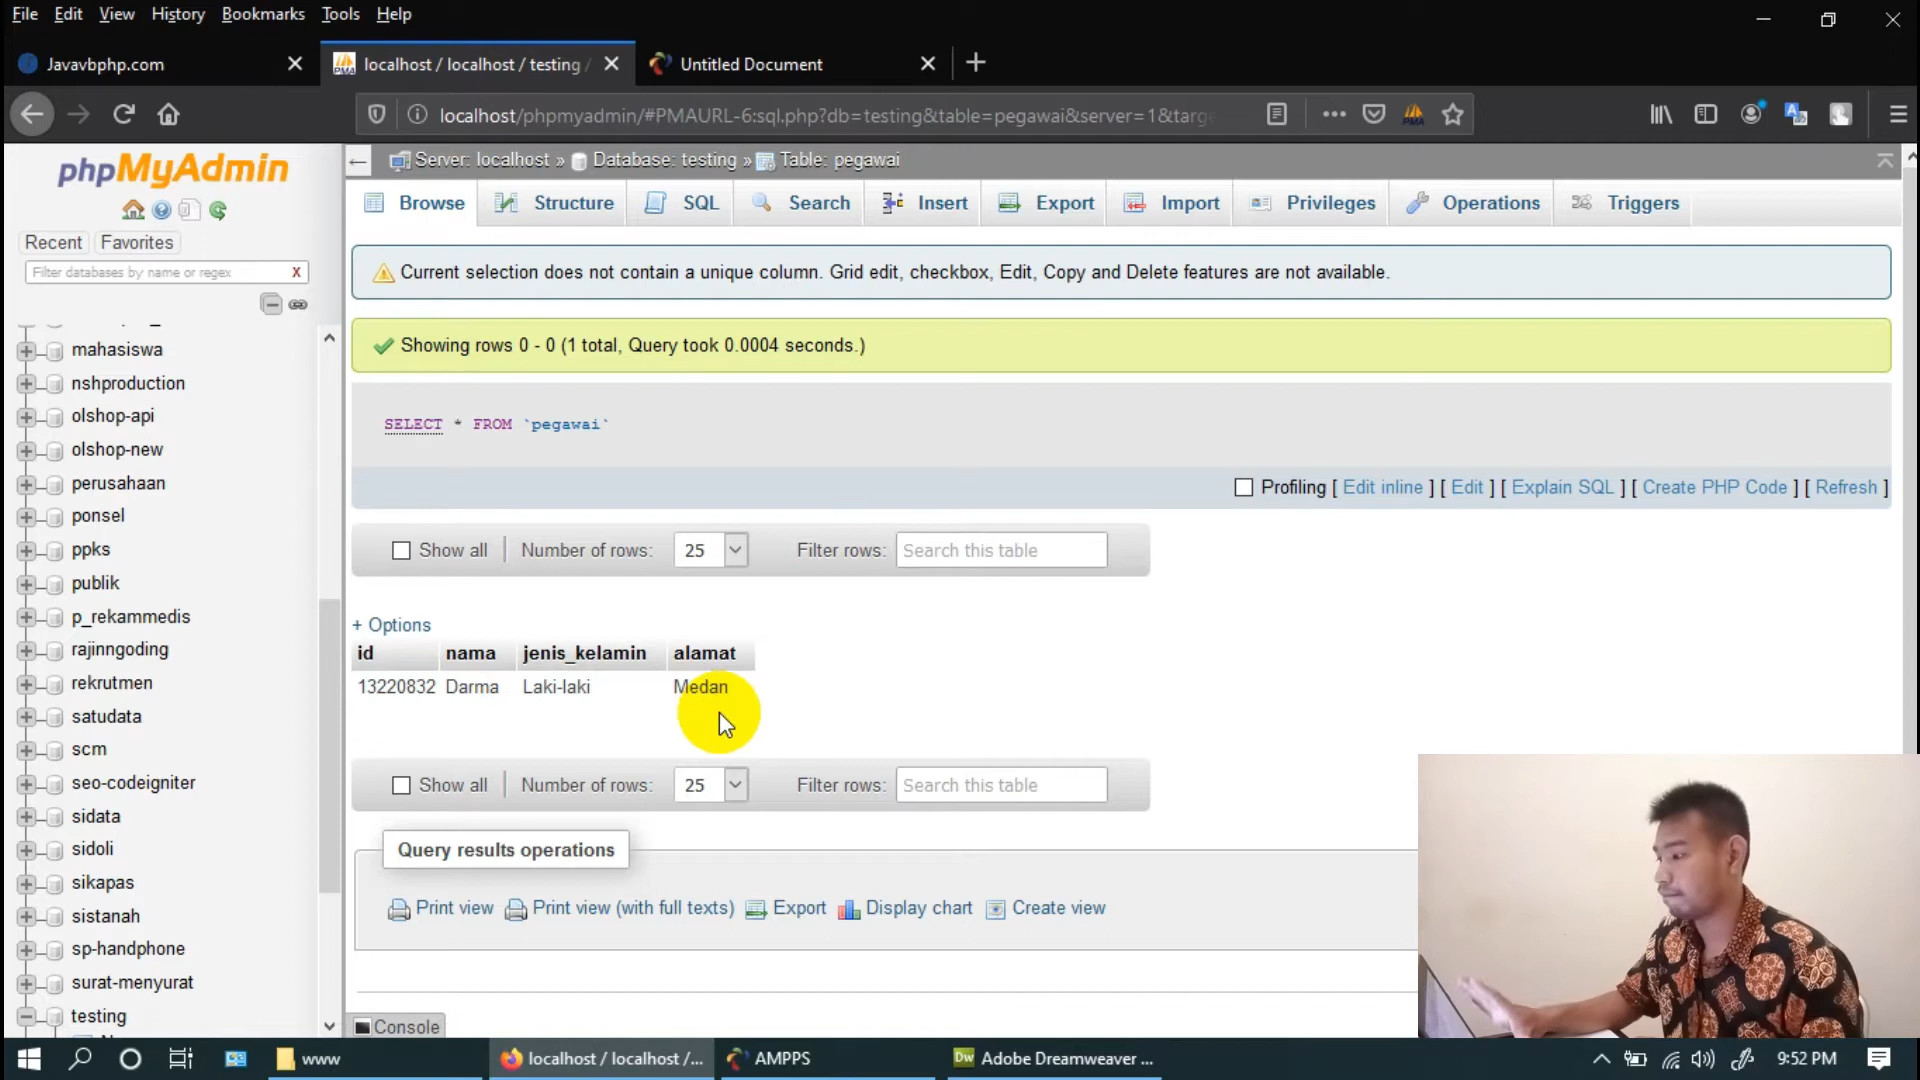 File Edit View History Bookmarks Tools Help
Javavbphp.com
localhost / localhost / testing /
Untitled Document
localhost/phpmyadmin/#PMAURL-6:sql.php?db=testing&table=pegawai&server=1&targ
phpMyAdmin
Recent Favorites
Filter databases by name or regex X
mahasiswa
nshproduction
olshop-api
olshop-new
perusahaan
ponsel
ppks
publik
p_rekammedis
rajinngoding
rekrutmen
satudata
scm
seo-codeigniter
sidata
sidoli
sikapas
sistanah
sp-handphone
surat-menyurat
testing
Server: localhost » Database: testing » Table: pegawai
Browse Structure SQL Search Insert Export Import Privileges Operations Triggers
Current selection does not contain a unique column. Grid edit, checkbox, Edit, Copy and Delete features are not available.
Showing rows 0 - 0 (1 total, Query took 0.0004 seconds.)
SELECT * FROM `pegawai`
Profiling [ Edit inline ] [ Edit ] [ Explain SQL ] [ Create PHP Code ] [ Refresh ]
Show all Number of rows: 25 Filter rows: Search this table
+ Options
id nama jenis_kelamin alamat
13220832 Darma Laki-laki Medan
Show all Number of rows: 25 Filter rows: Search this table
Query results operations
Print view Print view (with full texts) Export Display chart Create view
Console
www
localhost / localhost /...
AMPPS
Dw Adobe Dreamweaver ...
9:52 PM